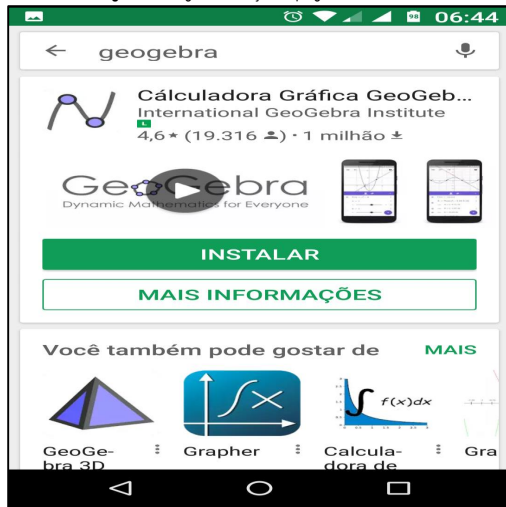 98 06:44
geogebra
Cálculadora Gráfica GeoGeb...
International GeoGebra Institute
L
4,6★ (19.316) · 1 milhão
GeoGebra
Dynamic Mathematics for Everyone
INSTALAR
MAIS INFORMAÇÕES
Você também pode gostar de MAIS
f(x)dx
GeoGe-
bra 3D
Grapher
Calcula-
dora de
Gra